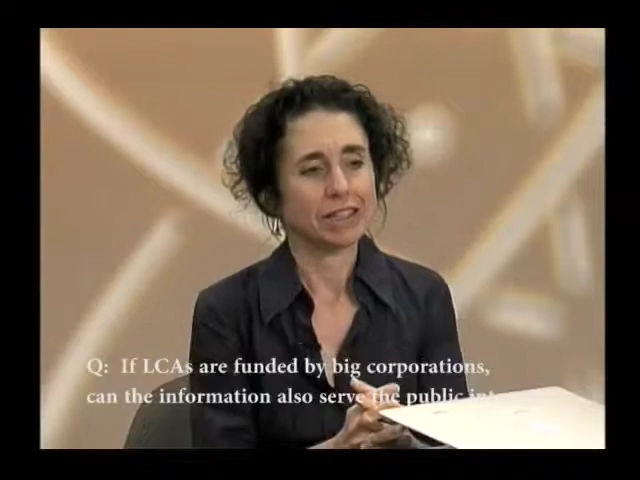 Q: If LCAs are funded by big corporations,
can the information also serve the public